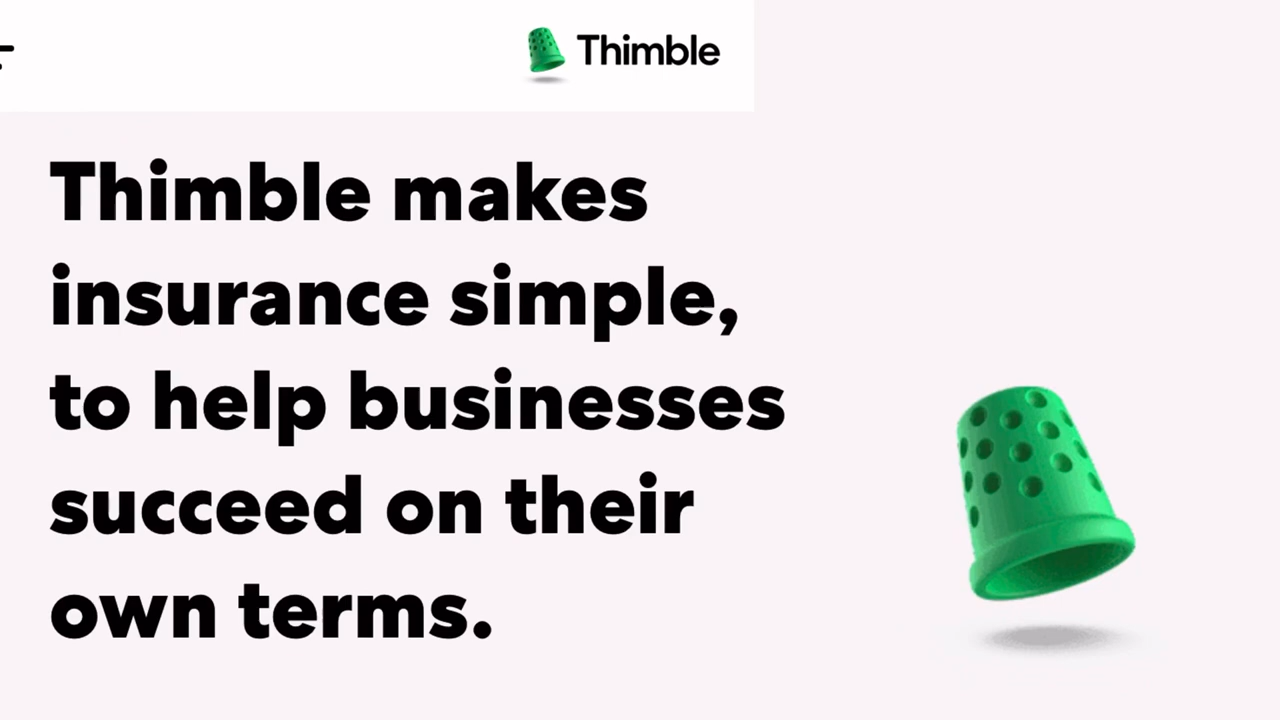 Thimble
Thimble makes
insurance simple,
to help businesses
succeed on their
own terms.